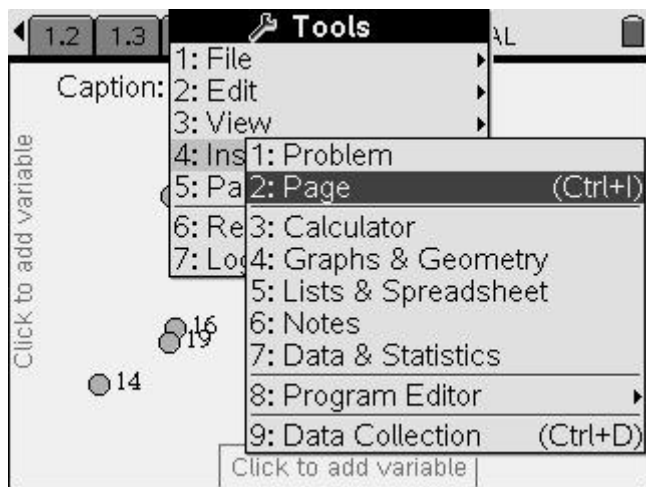 1.2 1.3 Tools AL
1: File
Caption: 2: Edit
3: View
4: Ins 1: Problem
5: Pa 2: Page (Ctrl+I)
6: Re 3: Calculator
7: Log 4: Graphs & Geometry
5: Lists & Spreadsheet
6: Notes
7: Data & Statistics
8: Program Editor
9: Data Collection (Ctrl+D)
Click to add variable
16
19
14
Click to add variable